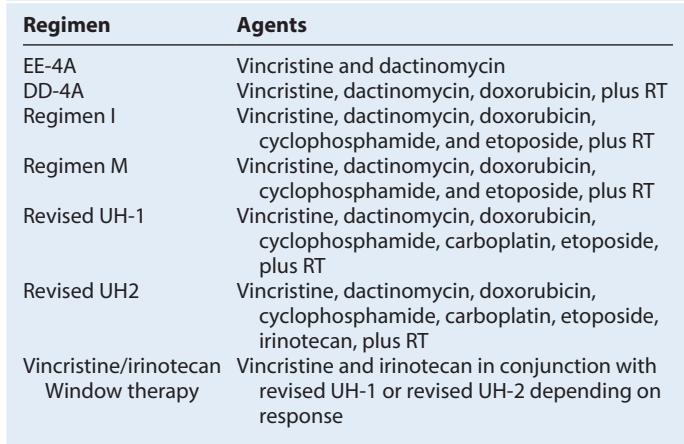 Regimen Agents
EE-4A Vincristine and dactinomycin
DD-4A Vincristine, dactinomycin, doxorubicin, plus RT
Regimen I Vincristine, dactinomycin, doxorubicin,
cyclophosphamide, and etoposide, plus RT
Regimen M Vincristine, dactinomycin, doxorubicin,
cyclophosphamide, and etoposide, plus RT
Revised UH-1 Vincristine, dactinomycin, doxorubicin,
cyclophosphamide, carboplatin, etoposide,
plus RT
Revised UH2 Vincristine, dactinomycin, doxorubicin,
cyclophosphamide, carboplatin, etoposide,
irinotecan, plus RT
Vincristine/irinotecan Vincristine and irinotecan in conjunction with
Window therapy revised UH-1 or revised UH-2 depending on
response